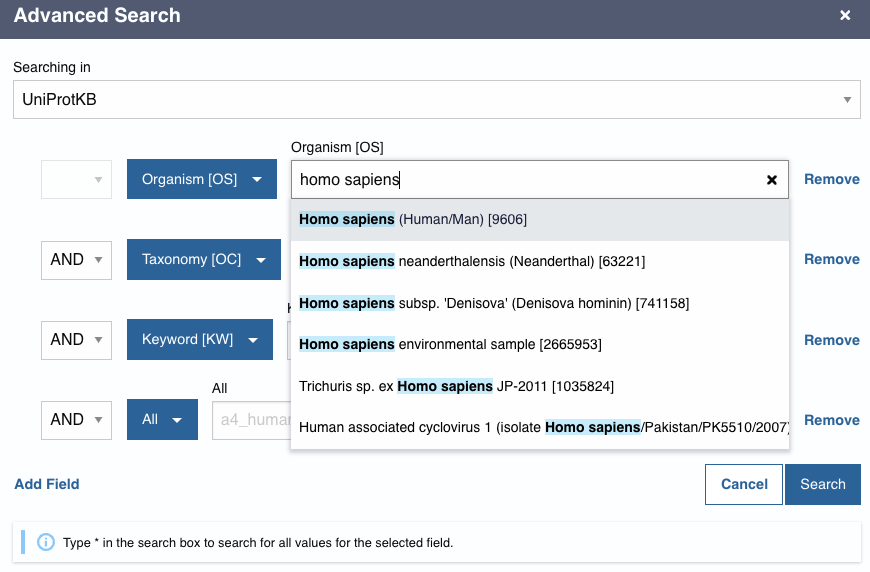 Advanced Search ×
Searching in
UniProtKB
Organism [OS]
Organism [OS] homo sapiens Remove
Homo sapiens (Human/Man) [9606]
AND Taxonomy [OC] Remove
Homo sapiens neanderthalensis (Neanderthal) [63221]
Homo sapiens subsp. 'Denisova' (Denisova hominin) [741158]
AND Keyword [KW] Remove
Homo sapiens environmental sample [2665953]
Trichuris sp. ex Homo sapiens JP-2011 [1035824]
All
AND All a4_human Remove
Human associated cyclovirus 1 (isolate Homo sapiens/Pakistan/PK5510/2007)
Add Field
Cancel Search
Type * in the search box to search for all values for the selected field.